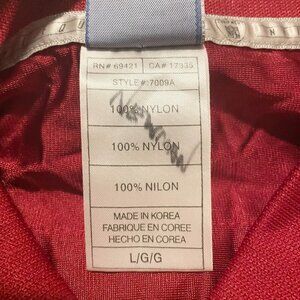 RN# 69421 CA# 17835
STYLE#:7009A
100% NYLON
100% NYLON
100% NILON
MADE IN KOREA
FABRIQUE EN COREE
HECHO EN COREA
L/G/G